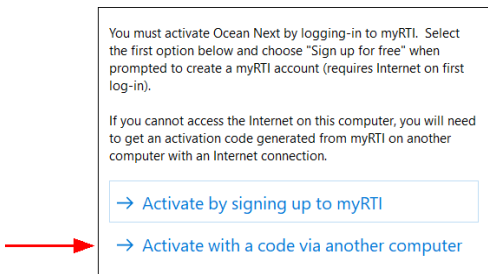 You must activate Ocean Next by logging-in to myRTI. Select
the first option below and choose "Sign up for free" when
prompted to create a myRTI account (requires Internet on first
log-in).
If you cannot access the Internet on this computer, you will need
to get an activation code generated from myRTI on another
computer with an Internet connection.
→ Activate by signing up to myRTI
→ Activate with a code via another computer